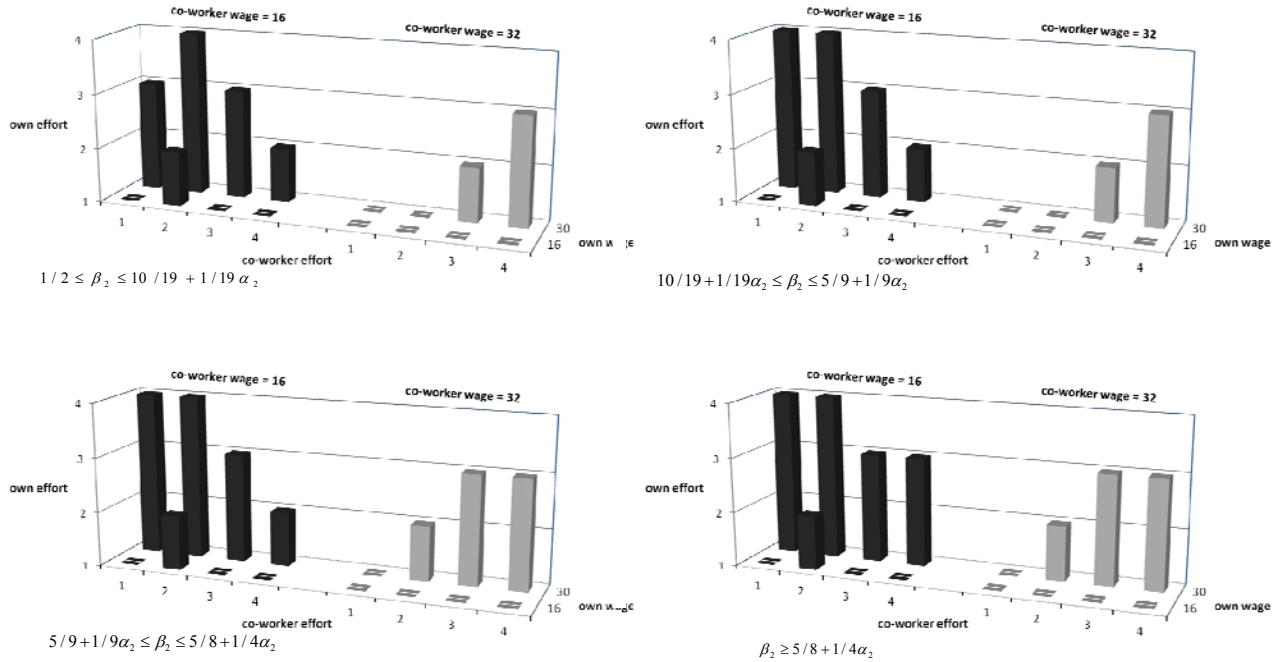 co-worker wage = 16
co-worker wage = 32
4
3
own effort
2
1
1
2
3
4
1
2
3
4
30
16
co-worker effort
1 / 2 ≤ β 2 ≤ 10 / 19 + 1 / 19 α 2
co-worker wage = 16
co-worker wage = 32
4
3
own effort
2
1
1
2
3
4
1
2
3
4
30
16 own wage
co-worker effort
10 / 19 + 1 / 19α2 ≤ β2 ≤ 5 / 9 + 1 / 9α2
co-worker wage = 16
co-worker wage = 32
4
3
own effort
2
1
1
2
3
4
1
2
3
4
30
16
co-worker effort
5 / 9 + 1 / 9α2 ≤ β2 ≤ 5 / 8 + 1 / 4α2
co-worker wage = 16
co-worker wage = 32
4
3
own effort
2
1
1
2
3
4
1
2
3
4
30
16 own wage
co-worker effort
β2 ≥ 5 / 8 + 1 / 4α2